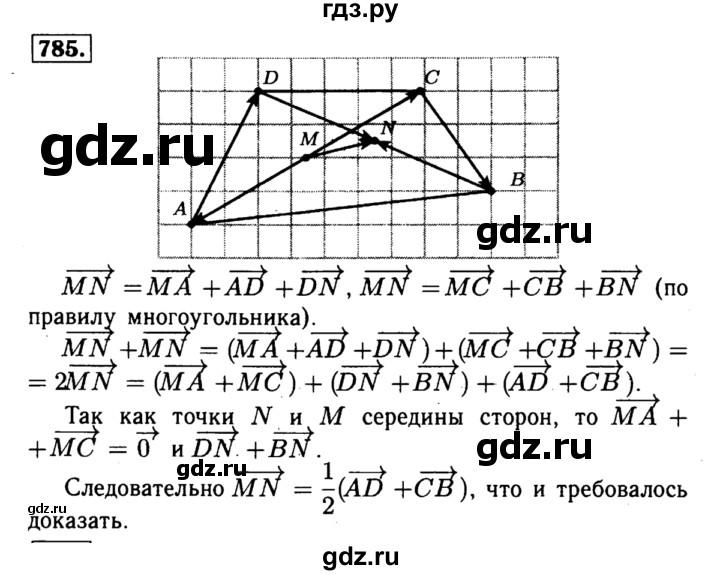 гдз.ру
785.
D
C
M
N
A
B
gdz.ru
gdz.ru
gdz.ru
$\overrightarrow{MN} = \overrightarrow{MA} + \overrightarrow{AD} + \overrightarrow{DN}$, $\overrightarrow{MN} = \overrightarrow{MC} + \overrightarrow{CB} + \overrightarrow{BN}$ (по
правилу многоугольника).
$\overrightarrow{MN} + \overrightarrow{MN} = (\overrightarrow{MA} + \overrightarrow{AD} + \overrightarrow{DN}) + (\overrightarrow{MC} + \overrightarrow{CB} + \overrightarrow{BN}) =$
$= 2\overrightarrow{MN} = (\overrightarrow{MA} + \overrightarrow{MC}) + (\overrightarrow{DN} + \overrightarrow{BN}) + (\overrightarrow{AD} + \overrightarrow{CB})$.
Так как точки N и M середины сторон, то $\overrightarrow{MA} +$
$+ \overrightarrow{MC} = \overrightarrow{0}$ и $\overrightarrow{DN} + \overrightarrow{BN}$.
gdz.ru
Следовательно $\overrightarrow{MN} = \frac{1}{2}(\overrightarrow{AD} + \overrightarrow{CB})$, что и требовалось
gdz.ru
gdz.ru
доказать.
gdz.ru